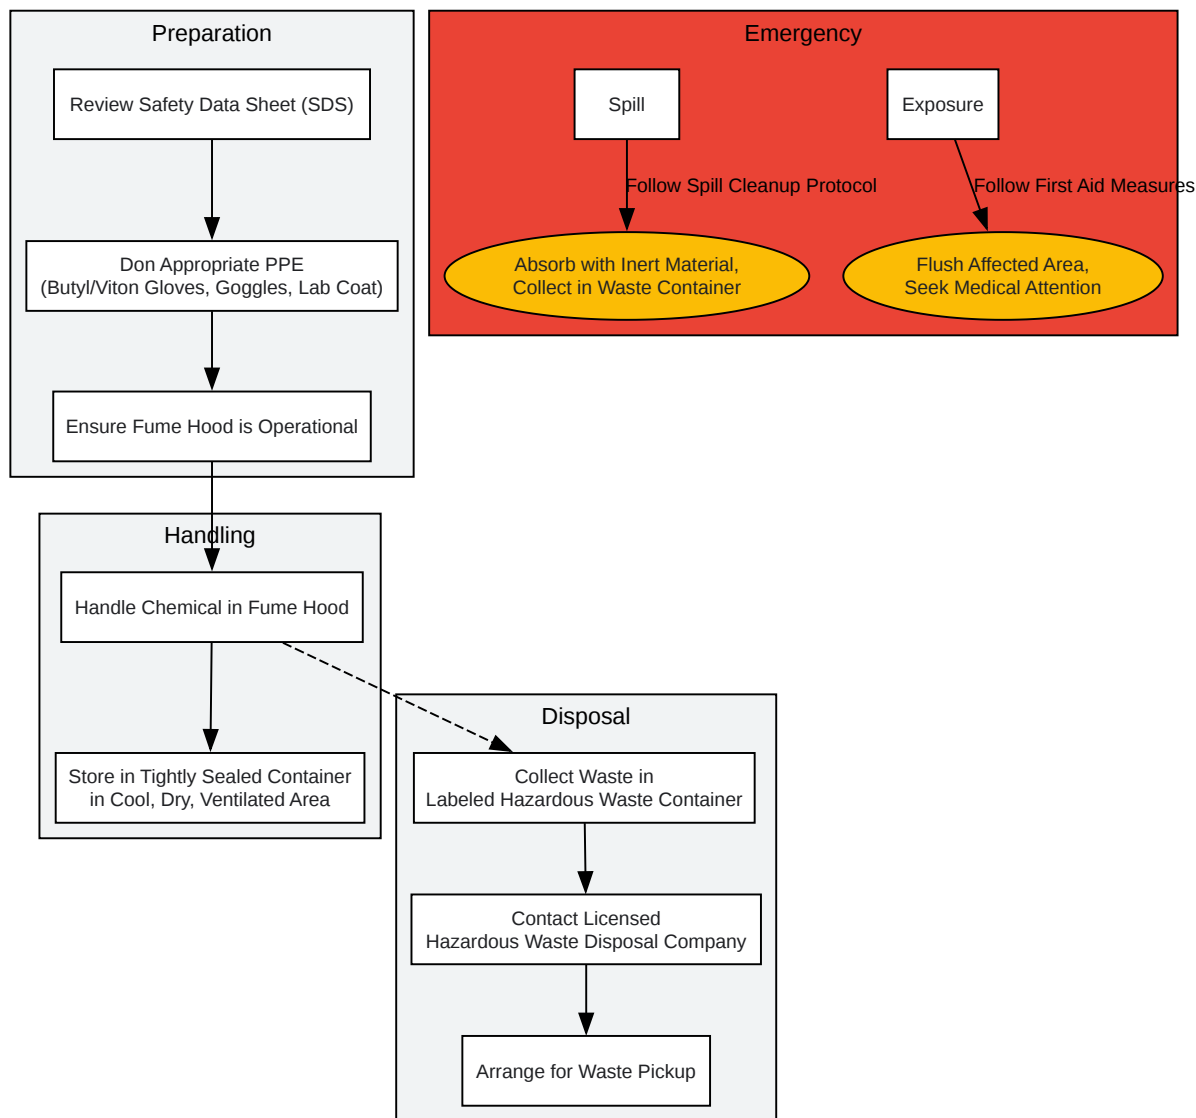 Preparation
Review Safety Data Sheet (SDS)
Don Appropriate PPE
(Butyl/Viton Gloves, Goggles, Lab Coat)
Ensure Fume Hood is Operational
Emergency
Spill
Exposure
Follow Spill Cleanup Protocol
Follow First Aid Measures
Absorb with Inert Material,
Collect in Waste Container
Flush Affected Area,
Seek Medical Attention
Handling
Handle Chemical in Fume Hood
Store in Tightly Sealed Container
in Cool, Dry, Ventilated Area
Disposal
Collect Waste in
Labeled Hazardous Waste Container
Contact Licensed
Hazardous Waste Disposal Company
Arrange for Waste Pickup